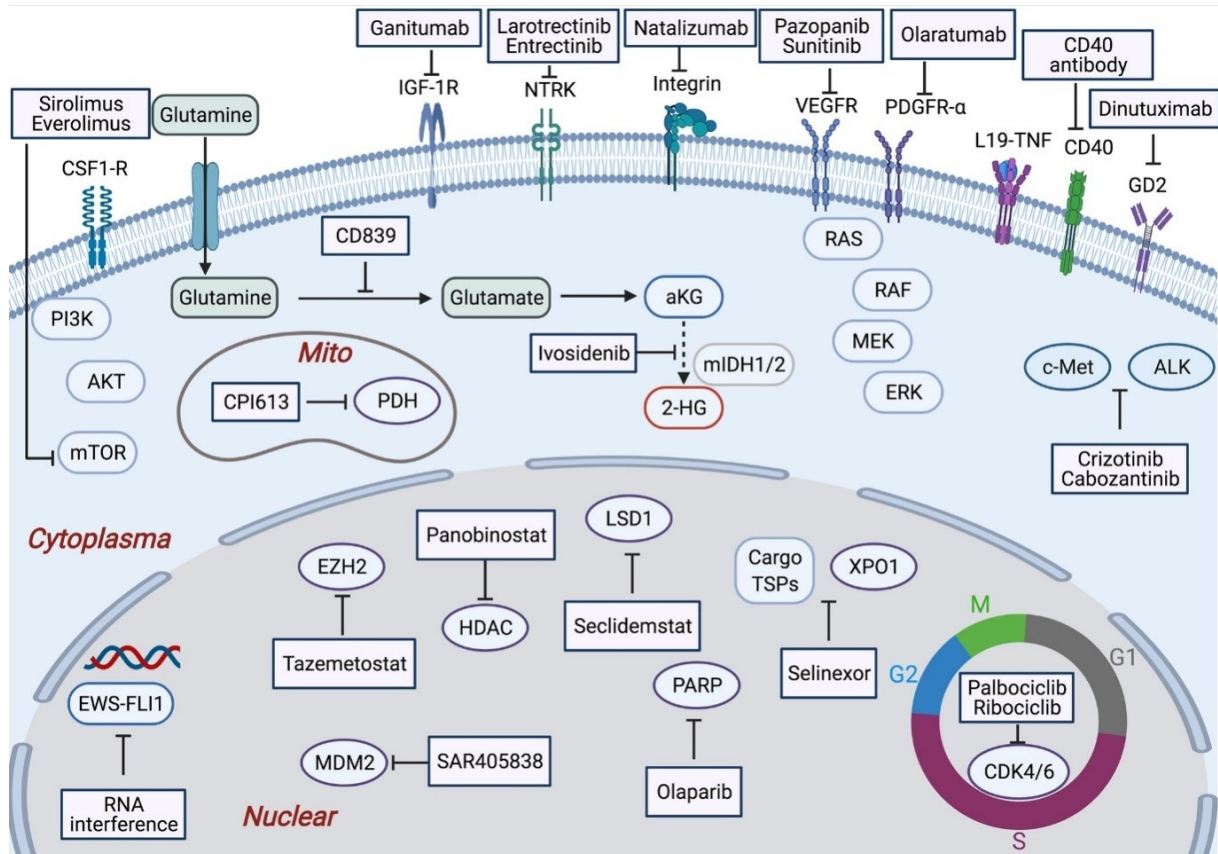 Ganitumab
Larotrectinib
Entrectinib
Natalizumab
Pazopanib
Sunitinib
Olaratumab
CD40
antibody
Sirolimus
Everolimus
Glutamine
Dinutuximab
IGF-1R
NTRK
Integrin
VEGFR
PDGFR-α
L19-TNF
CD40
CSF1-R
GD2
CD839
RAS
Glutamine
Glutamate
aKG
RAF
PI3K
Mito
Ivosidenib
mIDH1/2
MEK
c-Met
ALK
AKT
CPI613
PDH
2-HG
ERK
mTOR
Crizotinib
Cabozantinib
Cytoplasma
Panobinostat
LSD1
EZH2
Cargo
TSPs
XPO1
HDAC
Seclidemstat
M
G1
Tazemetostat
Selinexor
G2
PARP
Palbociclib
Ribociclib
EWS-FLI1
MDM2
SAR405838
CDK4/6
Olaparib
RNA
interference
Nuclear
S